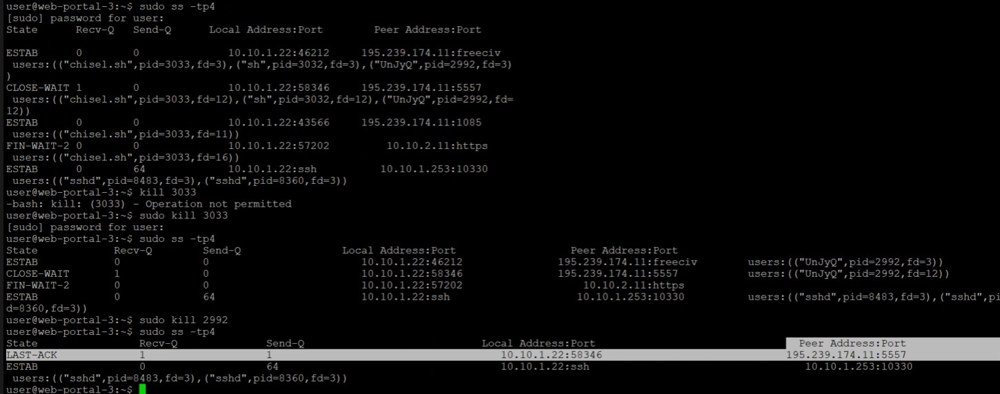 user@web-portal-3:~$ sudo ss -tp4
[sudo] password for user:
State Recv-Q Send-Q Local Address:Port Peer Address:Port
ESTAB 0 0 10.10.1.22:46212 195.239.174.11:freeciv
users:(("chisel.sh",pid=3033,fd=3),("sh",pid=3032,fd=3),("UnJyQ",pid=2992,fd=3)
)
CLOSE-WAIT 1 0 10.10.1.22:58346 195.239.174.11:5557
users:(("chisel.sh",pid=3033,fd=12),("sh",pid=3032,fd=12),("UnJyQ",pid=2992,fd=
12))
ESTAB 0 0 10.10.1.22:43566 195.239.174.11:1085
users:(("chisel.sh",pid=3033,fd=11))
FIN-WAIT-2 0 0 10.10.1.22:57202 10.10.2.11:https
users:(("chisel.sh",pid=3033,fd=16))
ESTAB 0 64 10.10.1.22:ssh 10.10.1.253:10330
users:(("sshd",pid=8483,fd=3),("sshd",pid=8360,fd=3))
user@web-portal-3:~$ kill 3033
-bash: kill: (3033) - Operation not permitted
user@web-portal-3:~$ sudo kill 3033
[sudo] password for user:
user@web-portal-3:~$ sudo ss -tp4
State Recv-Q Send-Q Local Address:Port Peer Address:Port
ESTAB 0 0 10.10.1.22:46212 195.239.174.11:freeciv users:(("UnJyQ",pid=2992,fd=3))
CLOSE-WAIT 1 0 10.10.1.22:58346 195.239.174.11:5557 users:(("UnJyQ",pid=2992,fd=12))
FIN-WAIT-2 0 0 10.10.1.22:57202 10.10.2.11:https
ESTAB 0 64 10.10.1.22:ssh 10.10.1.253:10330 users:(("sshd",pid=8483,fd=3),("sshd",pi
d=8360,fd=3))
user@web-portal-3:~$ sudo kill 2992
user@web-portal-3:~$ sudo ss -tp4
State Recv-Q Send-Q Local Address:Port Peer Address:Port
LAST-ACK 1 1 10.10.1.22:58346 195.239.174.11:5557
ESTAB 0 64 10.10.1.22:ssh 10.10.1.253:10330
users:(("sshd",pid=8483,fd=3),("sshd",pid=8360,fd=3))
user@web-portal-3:~$